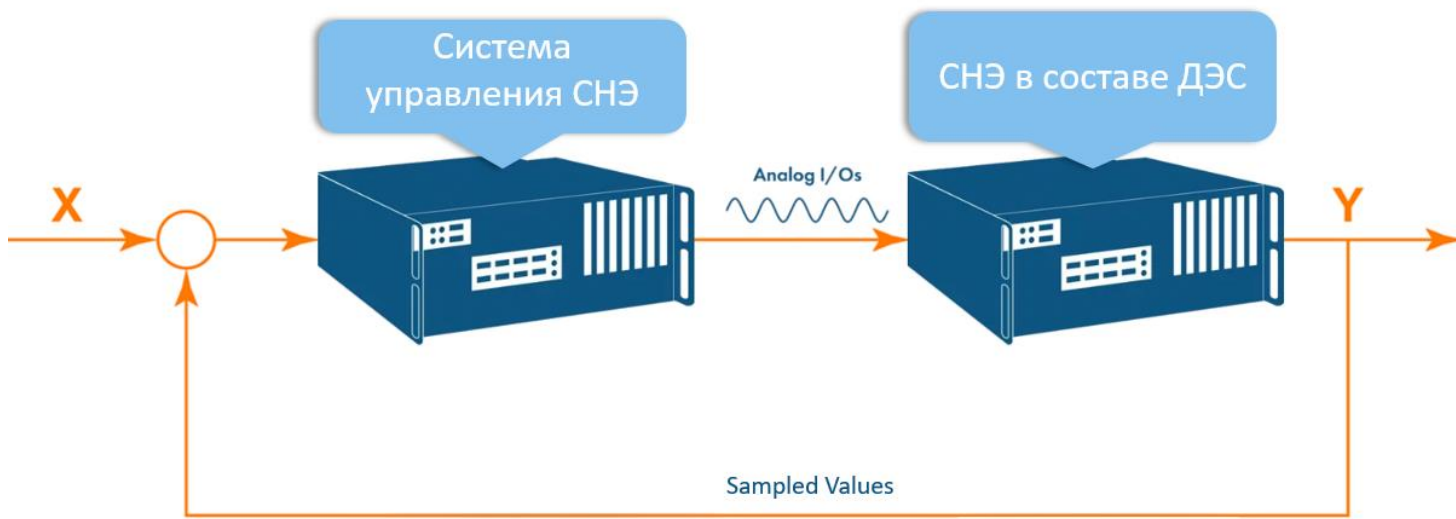 Система
управления СНЭ
СНЭ в составе ДЭС
Analog I/Os
X
Y
Sampled Values